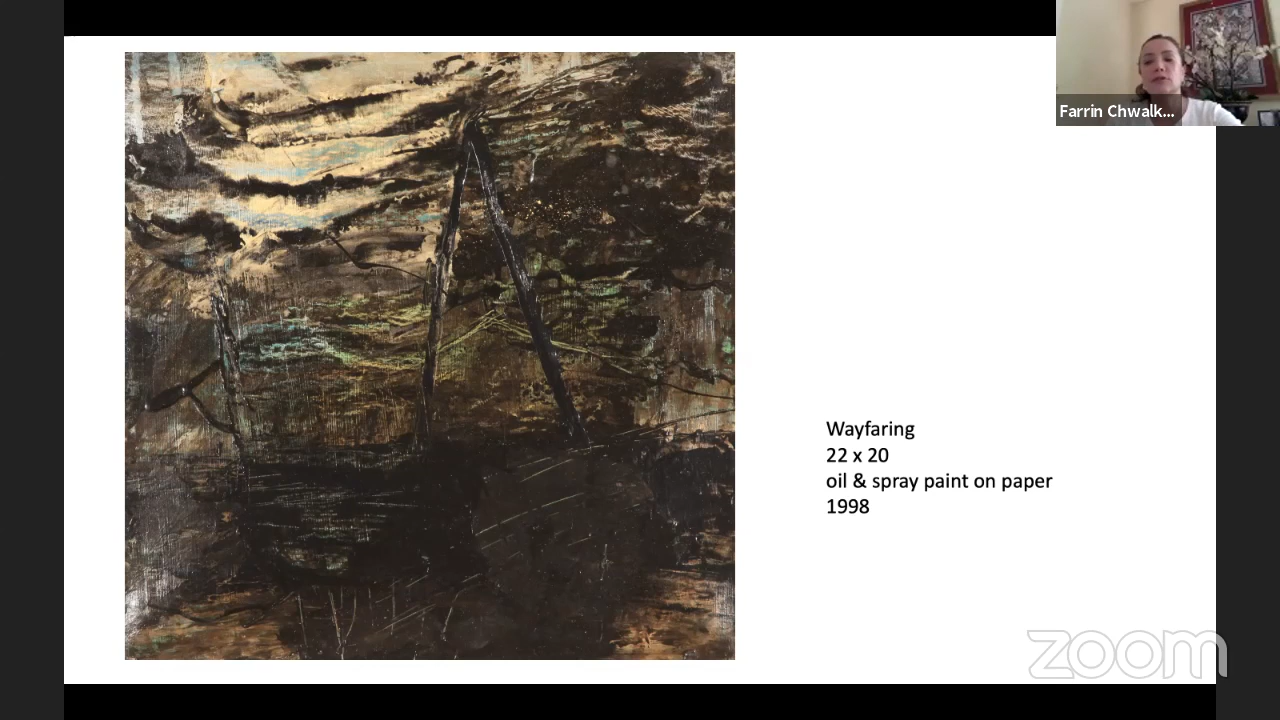 Farrin Chwalk...
Wayfaring
22 x 20
oil & spray paint on paper
1998
zoom